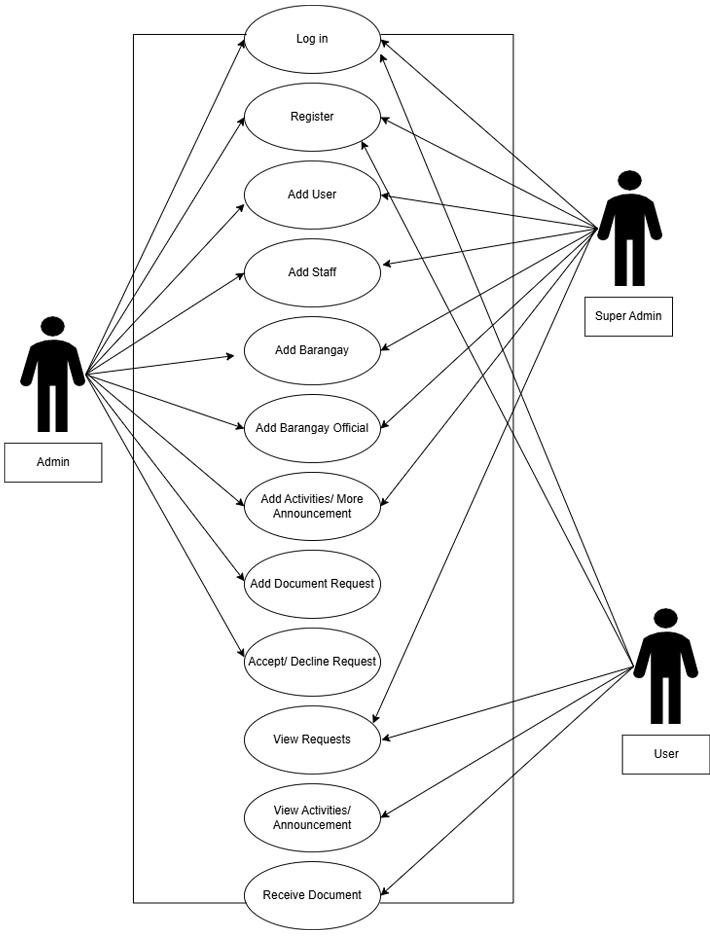 Log in
Register
Add User
Add Staff
Super Admin
Add Barangay
Add Barangay Official
Admin
Add Activities/ More
Announcement
Add Document Request
Accept/ Decline Request
View Requests
User
View Activities/
Announcement
Receive Document